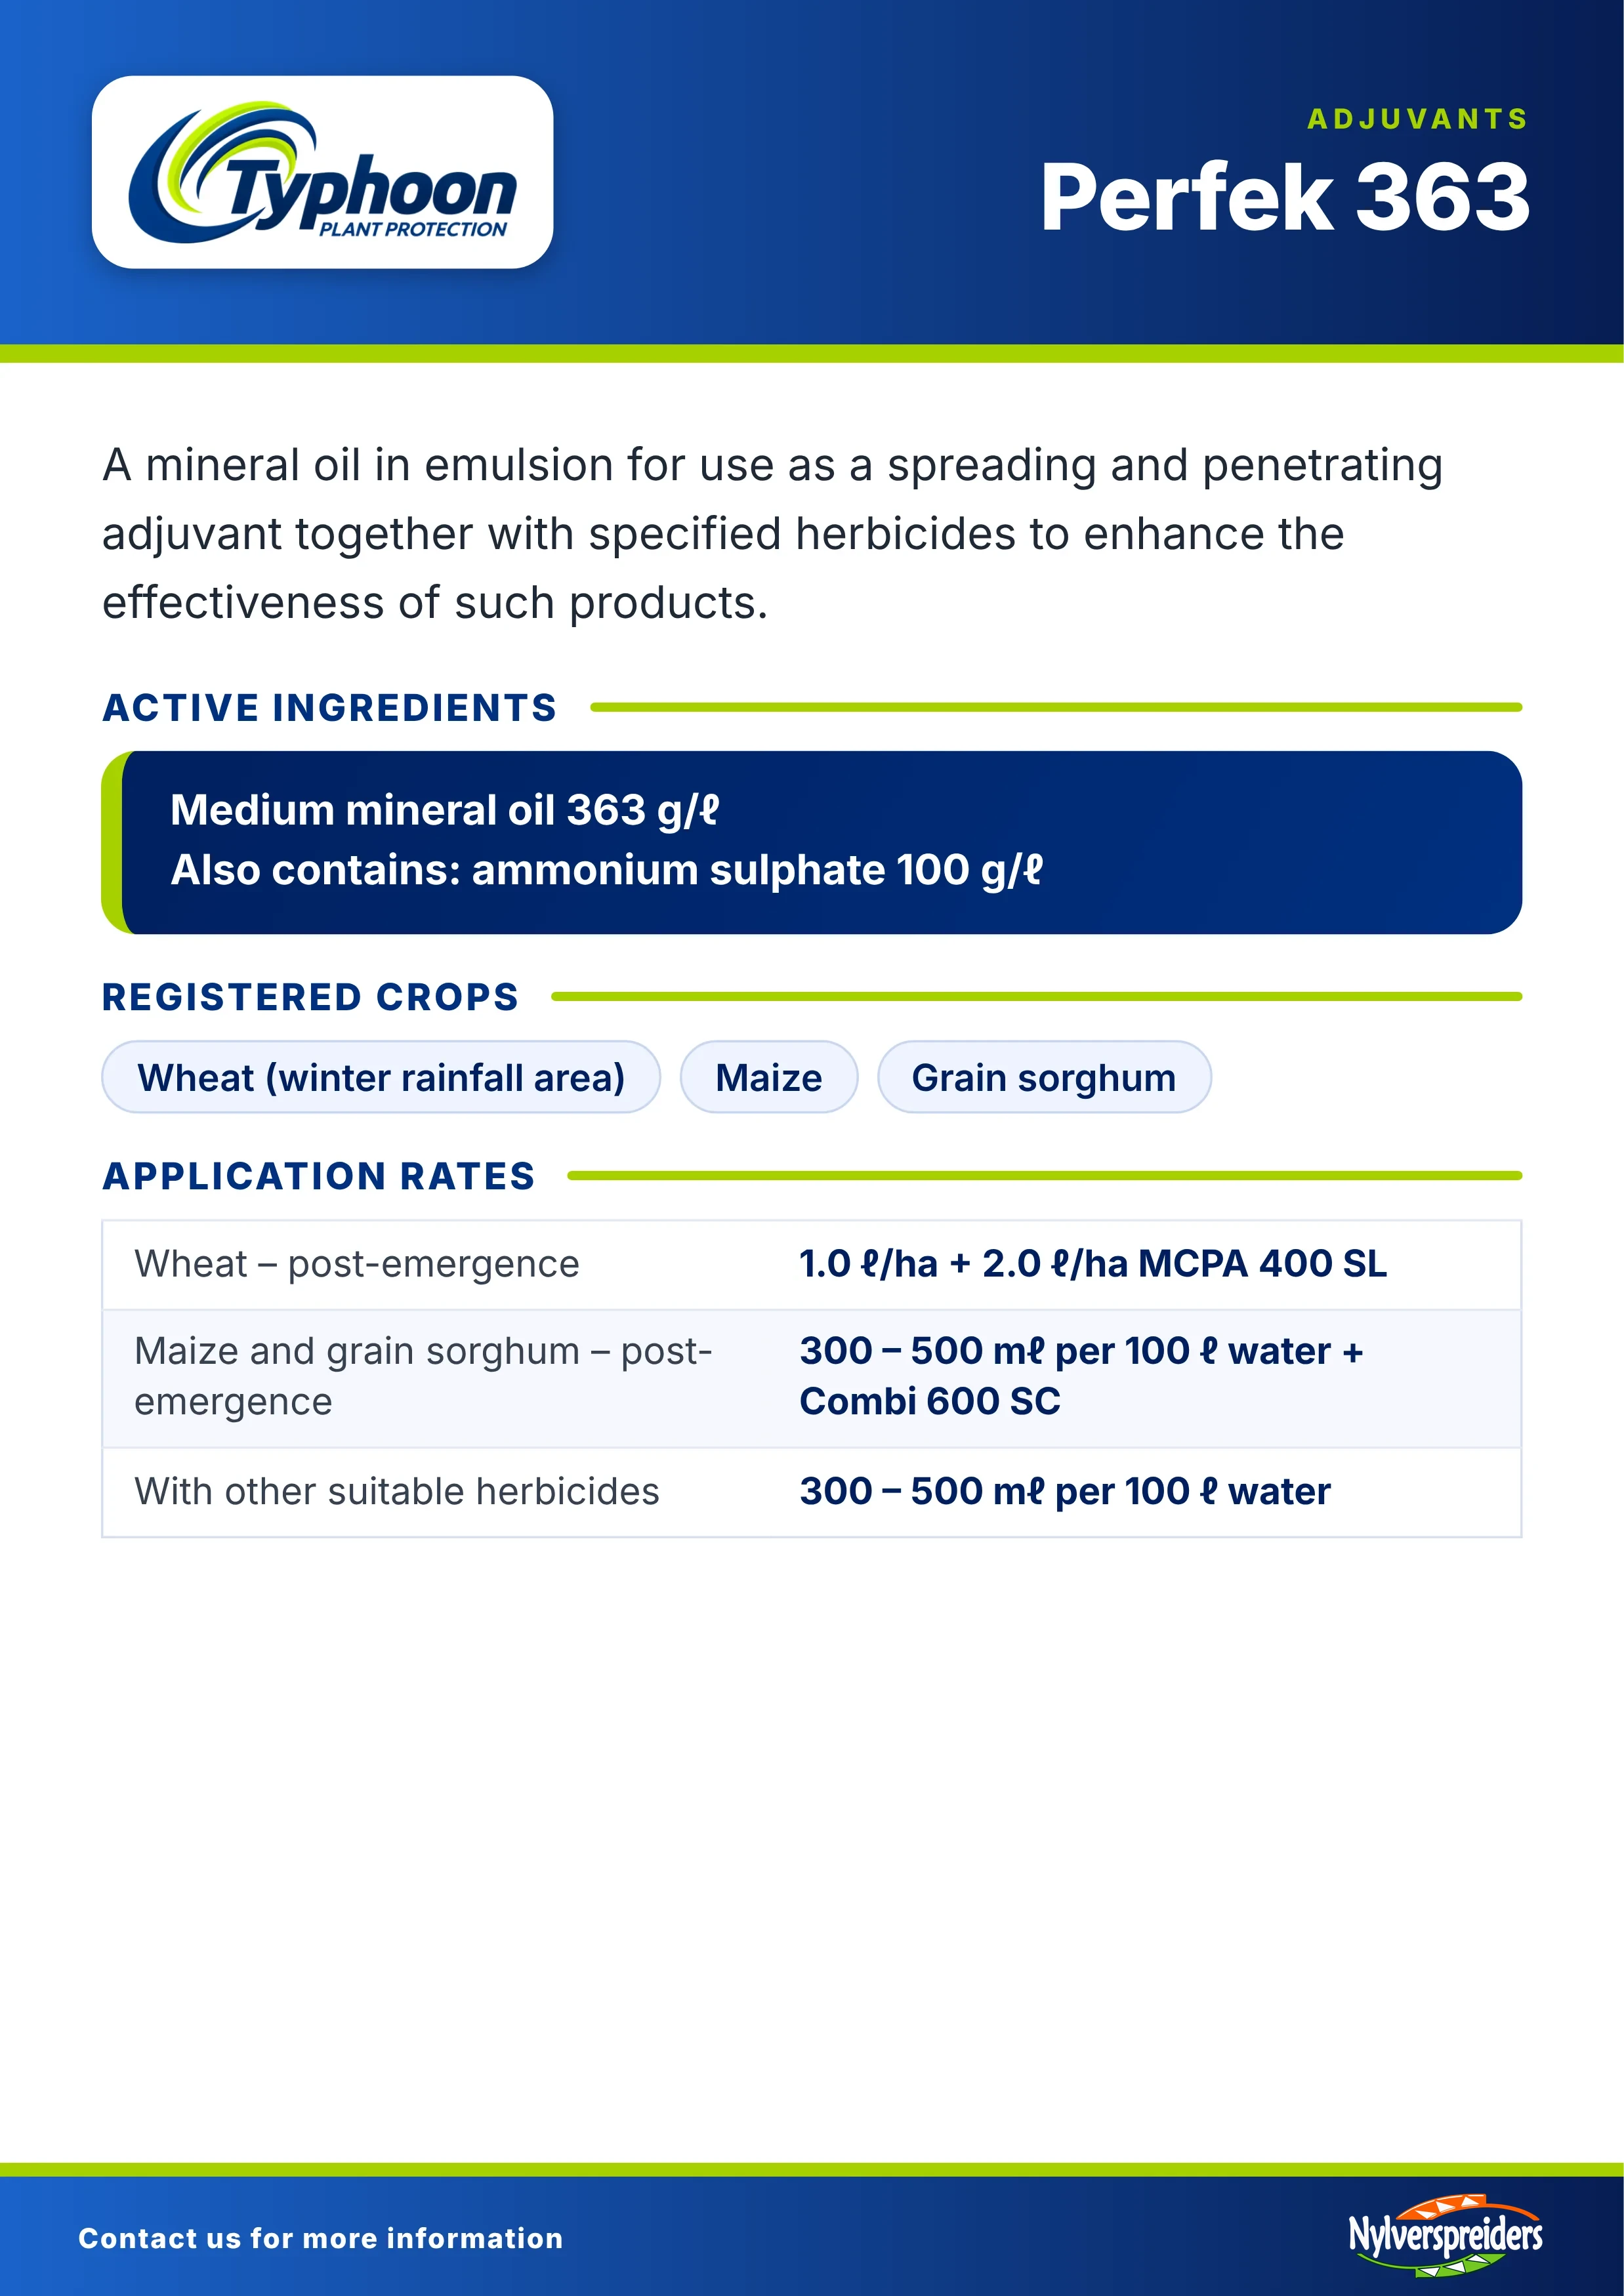 Typhoon
PLANT PROTECTION
ADJUVANTS
Perfek 363
A mineral oil in emulsion for use as a spreading and penetrating
adjuvant together with specified herbicides to enhance the
effectiveness of such products.
ACTIVE INGREDIENTS
Medium mineral oil 363 g/ℓ
Also contains: ammonium sulphate 100 g/ℓ
REGISTERED CROPS
Wheat (winter rainfall area)
Maize
Grain sorghum
APPLICATION RATES
Wheat – post-emergence
1.0 ℓ/ha + 2.0 ℓ/ha MCPA 400 SL
Maize and grain sorghum – post-
emergence
300 – 500 mℓ per 100 ℓ water +
Combi 600 SC
With other suitable herbicides
300 – 500 mℓ per 100 ℓ water
Contact us for more information
Nylverspreiders